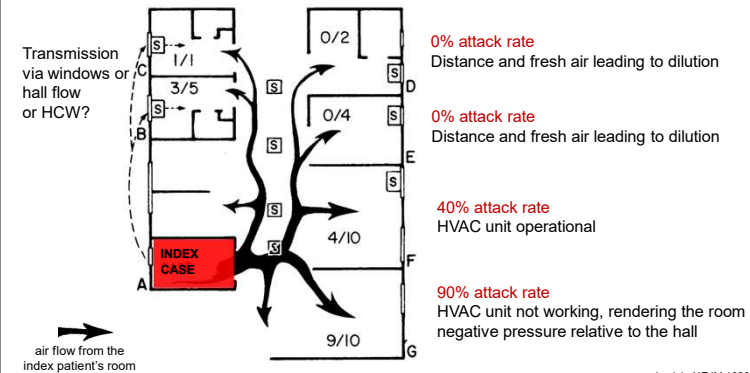 Transmission
via windows or
hall flow
or HCW?
S
C
1/1
3/5
S
B
INDEX
CASE
A
air flow from the
index patient's room
S
S
S
S
0/2
S
D
0/4
S
E
S
4/10
F
9/10
G
0% attack rate
Distance and fresh air leading to dilution
0% attack rate
Distance and fresh air leading to dilution
40% attack rate
HVAC unit operational
90% attack rate
HVAC unit not working, rendering the room
negative pressure relative to the hall